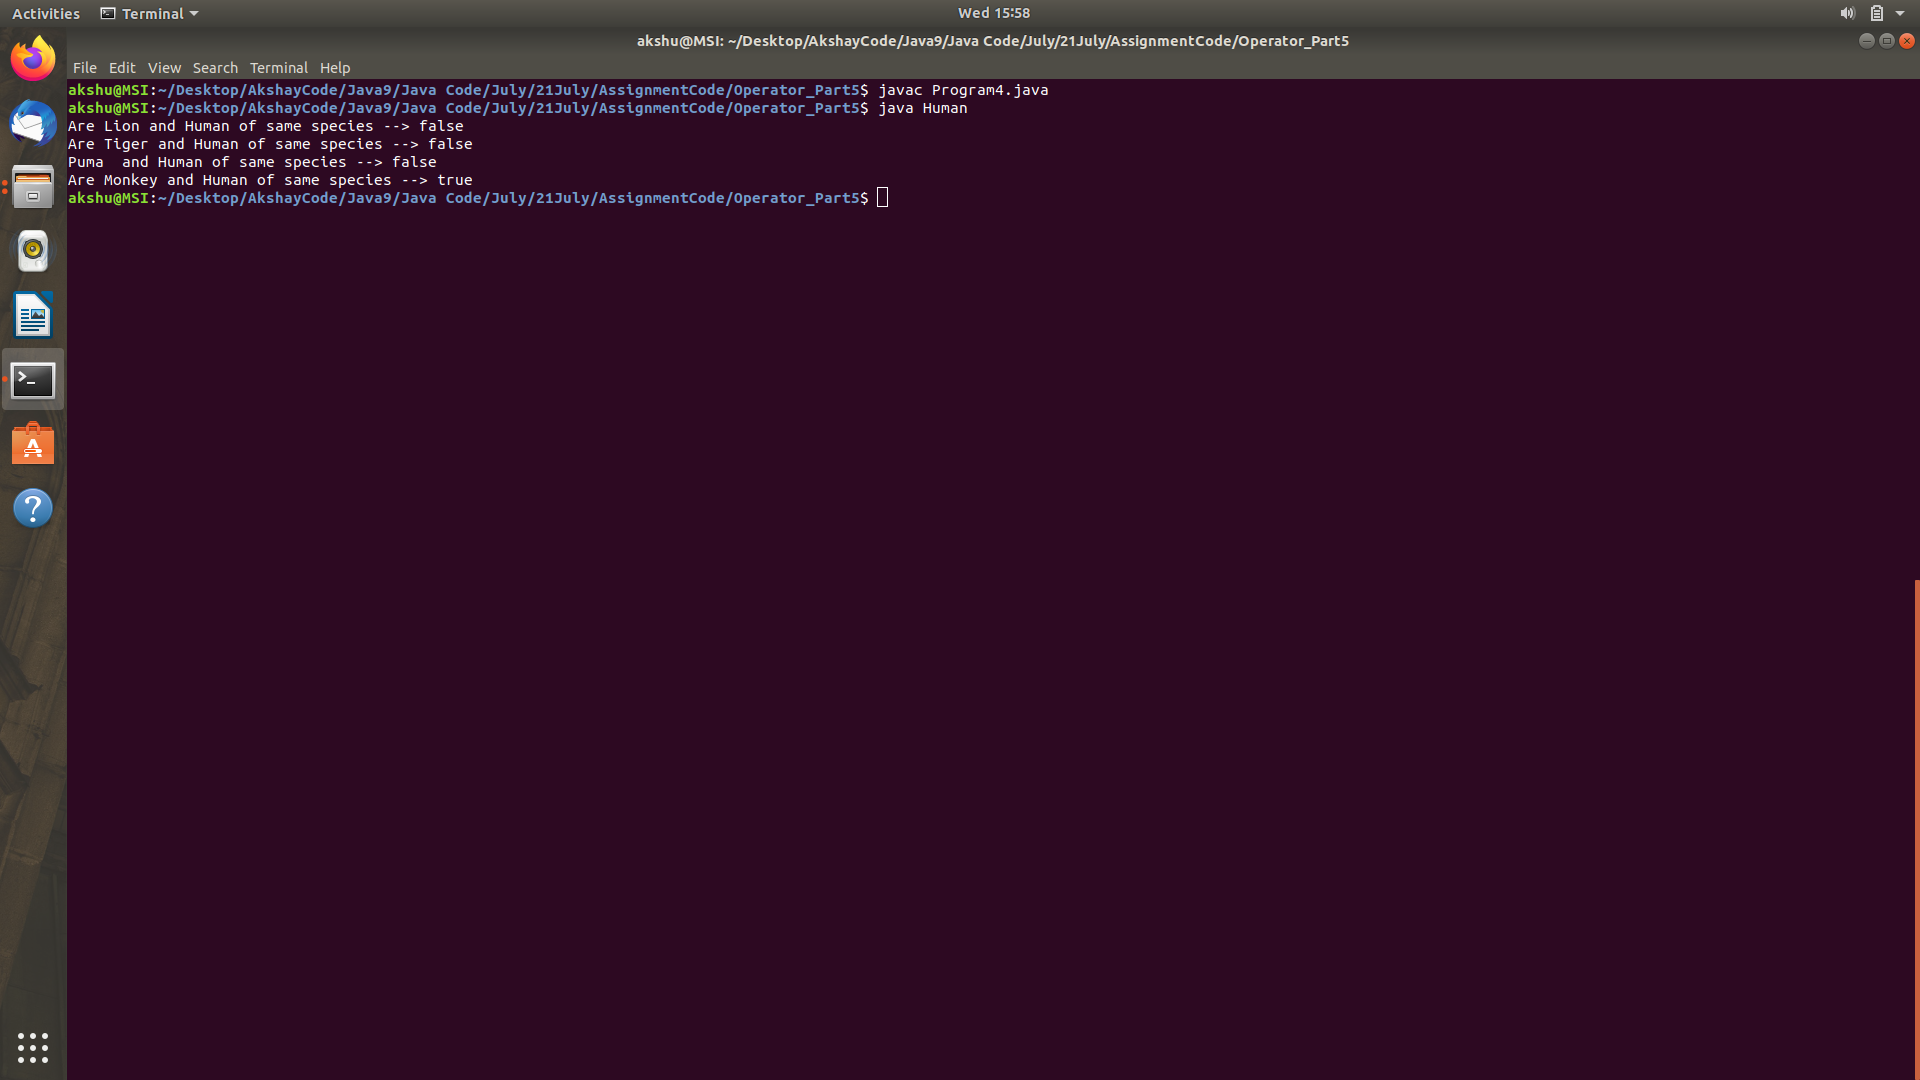 Activities Terminal Wed 15:58
akshu@MSI: ~/Desktop/AkshayCode/Java9/Java Code/July/21July/AssignmentCode/Operator_Part5
File Edit View Search Terminal Help
akshu@MSI:~/Desktop/AkshayCode/Java9/Java Code/July/21July/AssignmentCode/Operator_Part5$ javac Program4.java
akshu@MSI:~/Desktop/AkshayCode/Java9/Java Code/July/21July/AssignmentCode/Operator_Part5$ java Human
Are Lion and Human of same species --> false
Are Tiger and Human of same species --> false
Puma  and Human of same species --> false
Are Monkey and Human of same species --> true
akshu@MSI:~/Desktop/AkshayCode/Java9/Java Code/July/21July/AssignmentCode/Operator_Part5$